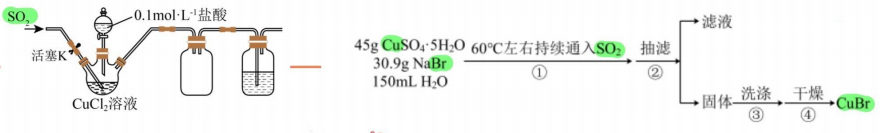 SO₂
0.1mol·L⁻¹盐酸
活塞K
CuCl₂溶液
45g CuSO₄·5H₂O
30.9g NaBr
150mL H₂O
60℃左右持续通入SO₂
①
抽滤
②
滤液
固体
洗涤
③
干燥
④
CuBr